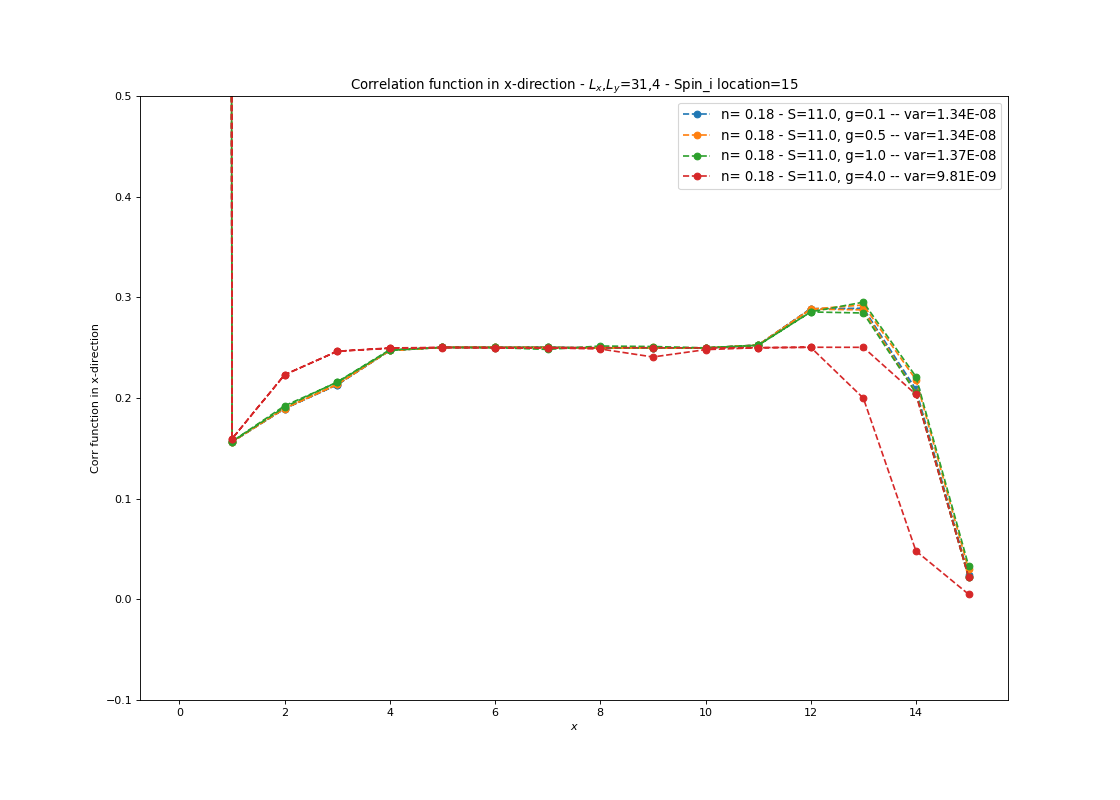 Correlation function in x-direction - $L_x$,$L_y$=31,4 - Spin_i location=15
0.5
n= 0.18 - S=11.0, g=0.1 -- var=1.34E-08
n= 0.18 - S=11.0, g=0.5 -- var=1.34E-08
n= 0.18 - S=11.0, g=1.0 -- var=1.37E-08
n= 0.18 - S=11.0, g=4.0 -- var=9.81E-09
0.4
0.3
0.2
0.1
0.0
−0.1
Corr function in x-direction
0 2 4 6 8 10 12 14
x